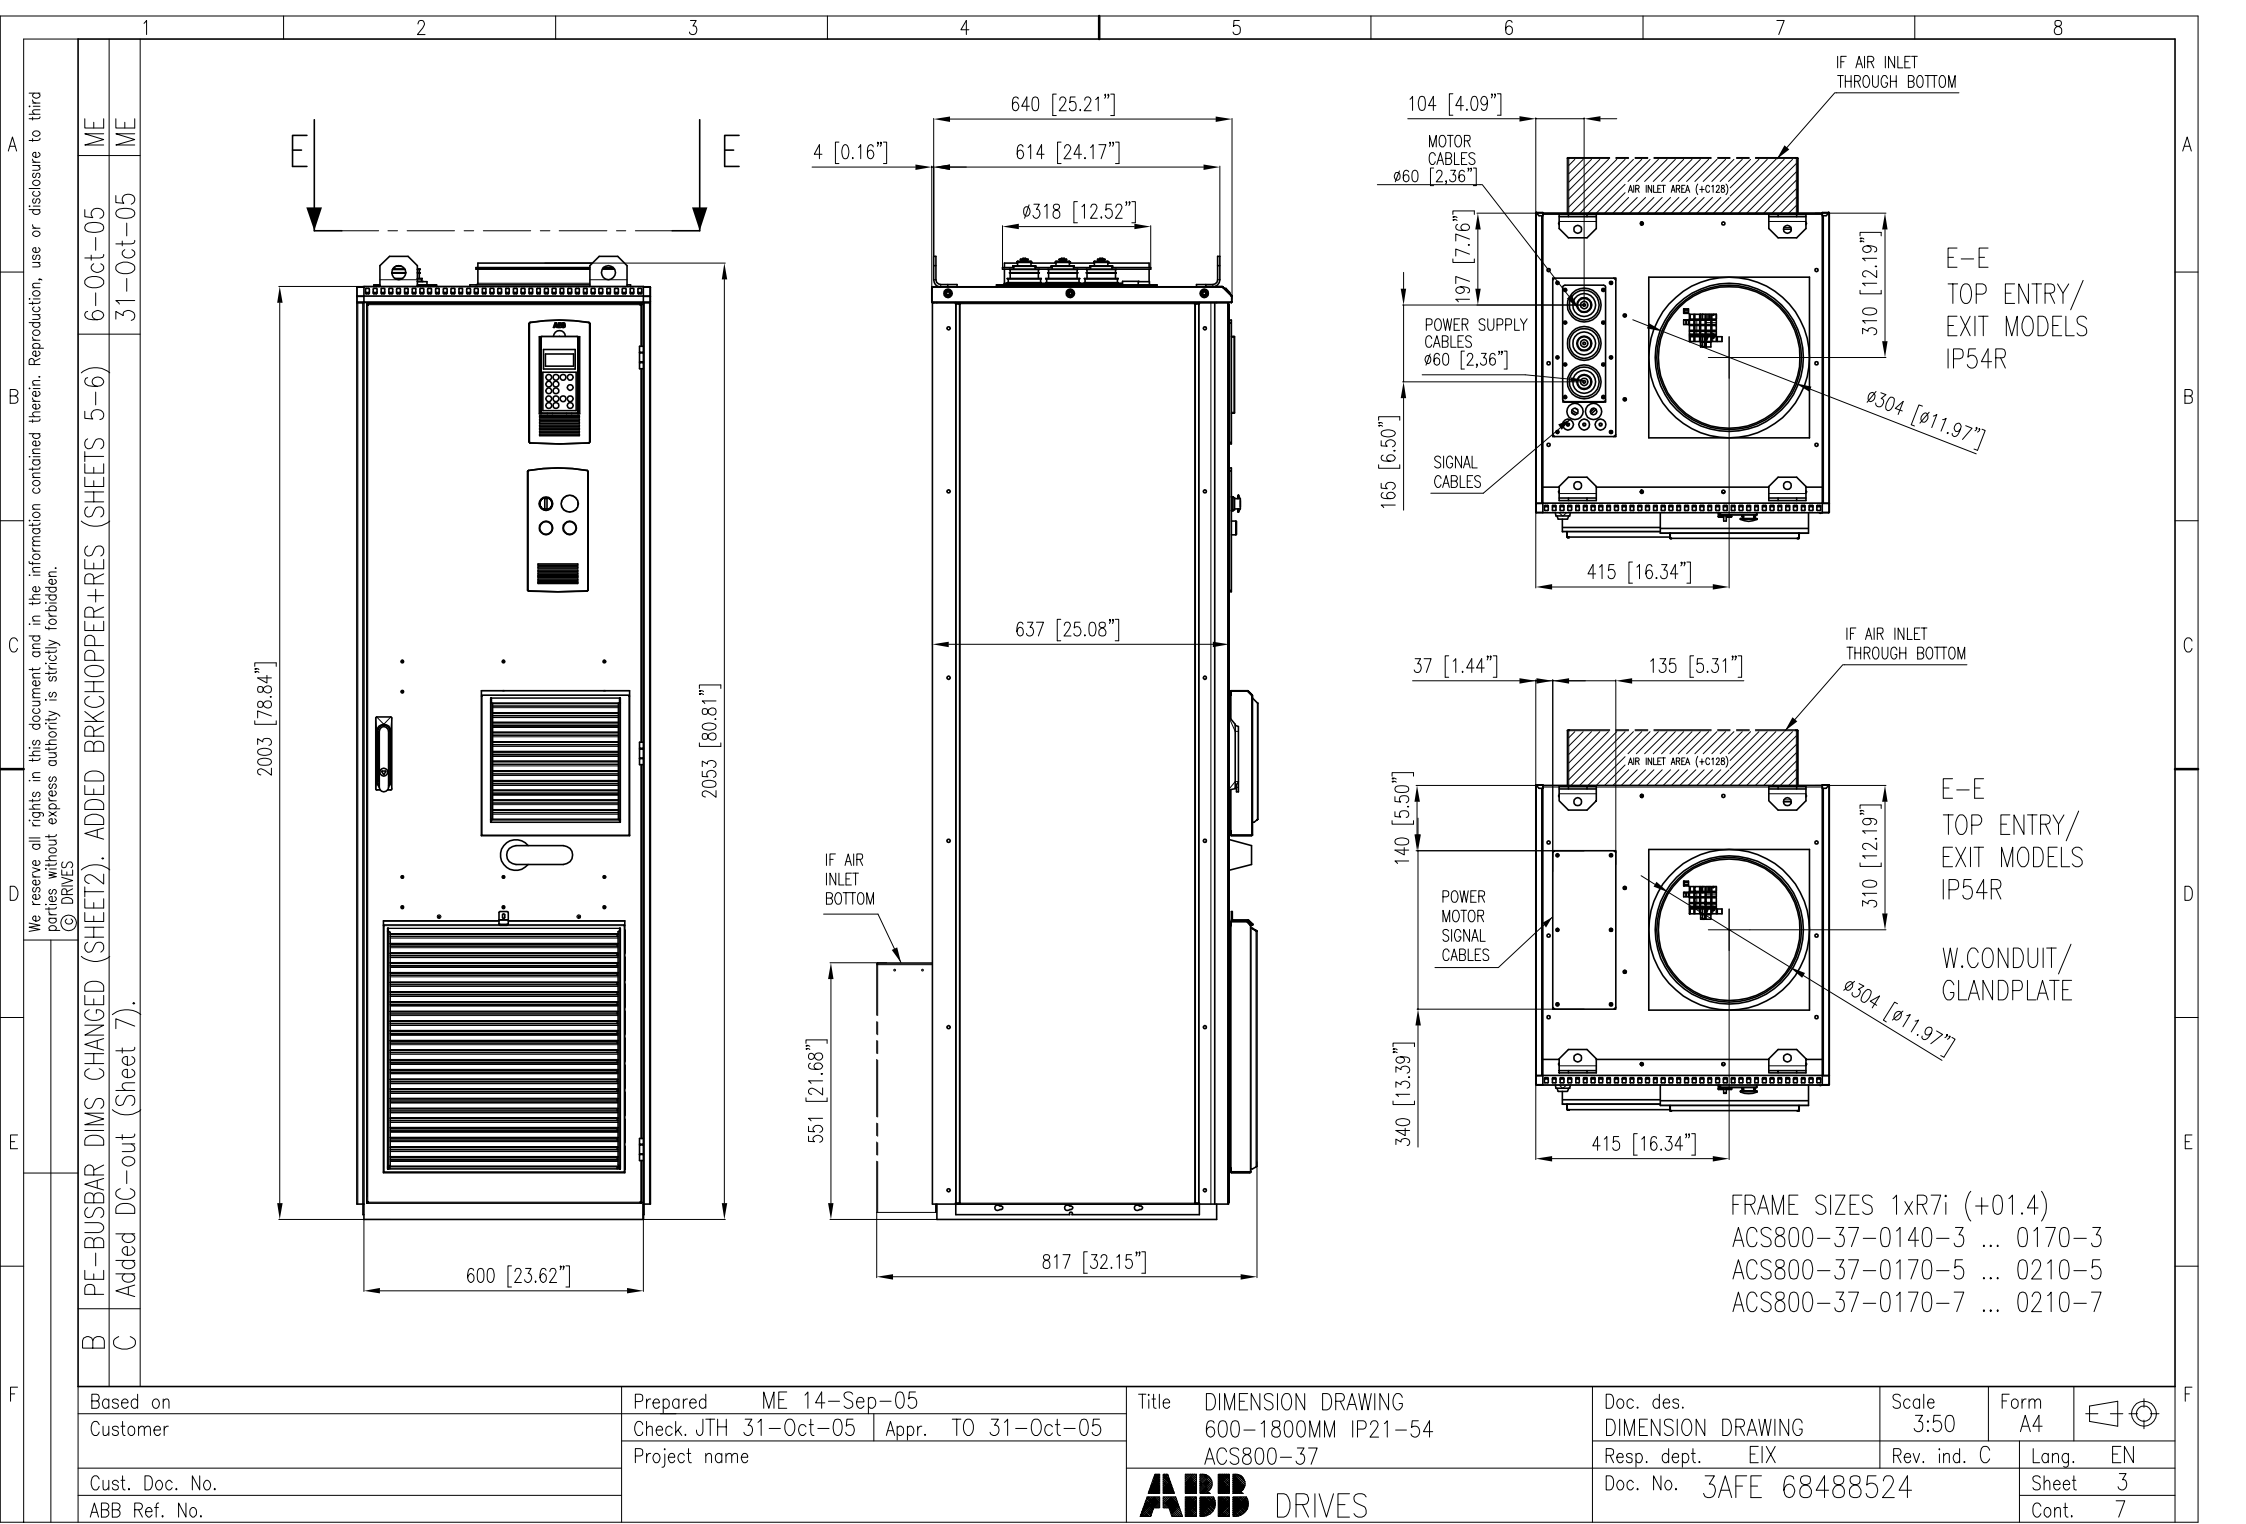 1 2 3 4 5 6 7 8
A B C D E F
A B C D E F
We reserve all rights in this document and in the information contained therein. Reproduction, use or disclosure to third
parties without express authority is strictly forbidden.
© DRIVES
B PE-BUSBAR DIMS CHANGED (SHEET2). ADDED BRKCHOPPER+RES (SHEETS 5-6) 6-Oct-05 ME
C Added DC-out (Sheet 7). 31-Oct-05 ME
E E
ABB
2003 [78.84"]
2053 [80.81"]
600 [23.62"]
640 [25.21"]
4 [0.16"]
614 [24.17"]
ø318 [12.52"]
637 [25.08"]
IF AIR
INLET
BOTTOM
551 [21.68"]
817 [32.15"]
IF AIR INLET
THROUGH BOTTOM
104 [4.09"]
MOTOR
CABLES
ø60 [2,36"]
AIR INLET AREA (+C128)
197 [7.76"]
310 [12.19"]
POWER SUPPLY
CABLES
ø60 [2,36"]
165 [6.50"]
SIGNAL
CABLES
ø304 [ø11.97"]
415 [16.34"]
E-E
TOP ENTRY/
EXIT MODELS
IP54R
IF AIR INLET
THROUGH BOTTOM
37 [1.44"]
135 [5.31"]
AIR INLET AREA (+C128)
140 [5.50"]
310 [12.19"]
POWER
MOTOR
SIGNAL
CABLES
340 [13.39"]
ø304 [ø11.97"]
415 [16.34"]
E-E
TOP ENTRY/
EXIT MODELS
IP54R
W.CONDUIT/
GLANDPLATE
FRAME SIZES 1xR7i (+01.4)
ACS800-37-0140-3 ... 0170-3
ACS800-37-0170-5 ... 0210-5
ACS800-37-0170-7 ... 0210-7
Based on
Customer
Cust. Doc. No.
ABB Ref. No.
Prepared ME 14-Sep-05
Check. JTH 31-Oct-05 Appr. TO 31-Oct-05
Project name
Title DIMENSION DRAWING
600-1800MM IP21-54
ACS800-37
ABB DRIVES
Doc. des.
DIMENSION DRAWING
Scale
3:50
Form
A4
Resp. dept. EIX
Rev. ind. C
Lang. EN
Doc. No. 3AFE 68488524
Sheet 3
Cont. 7